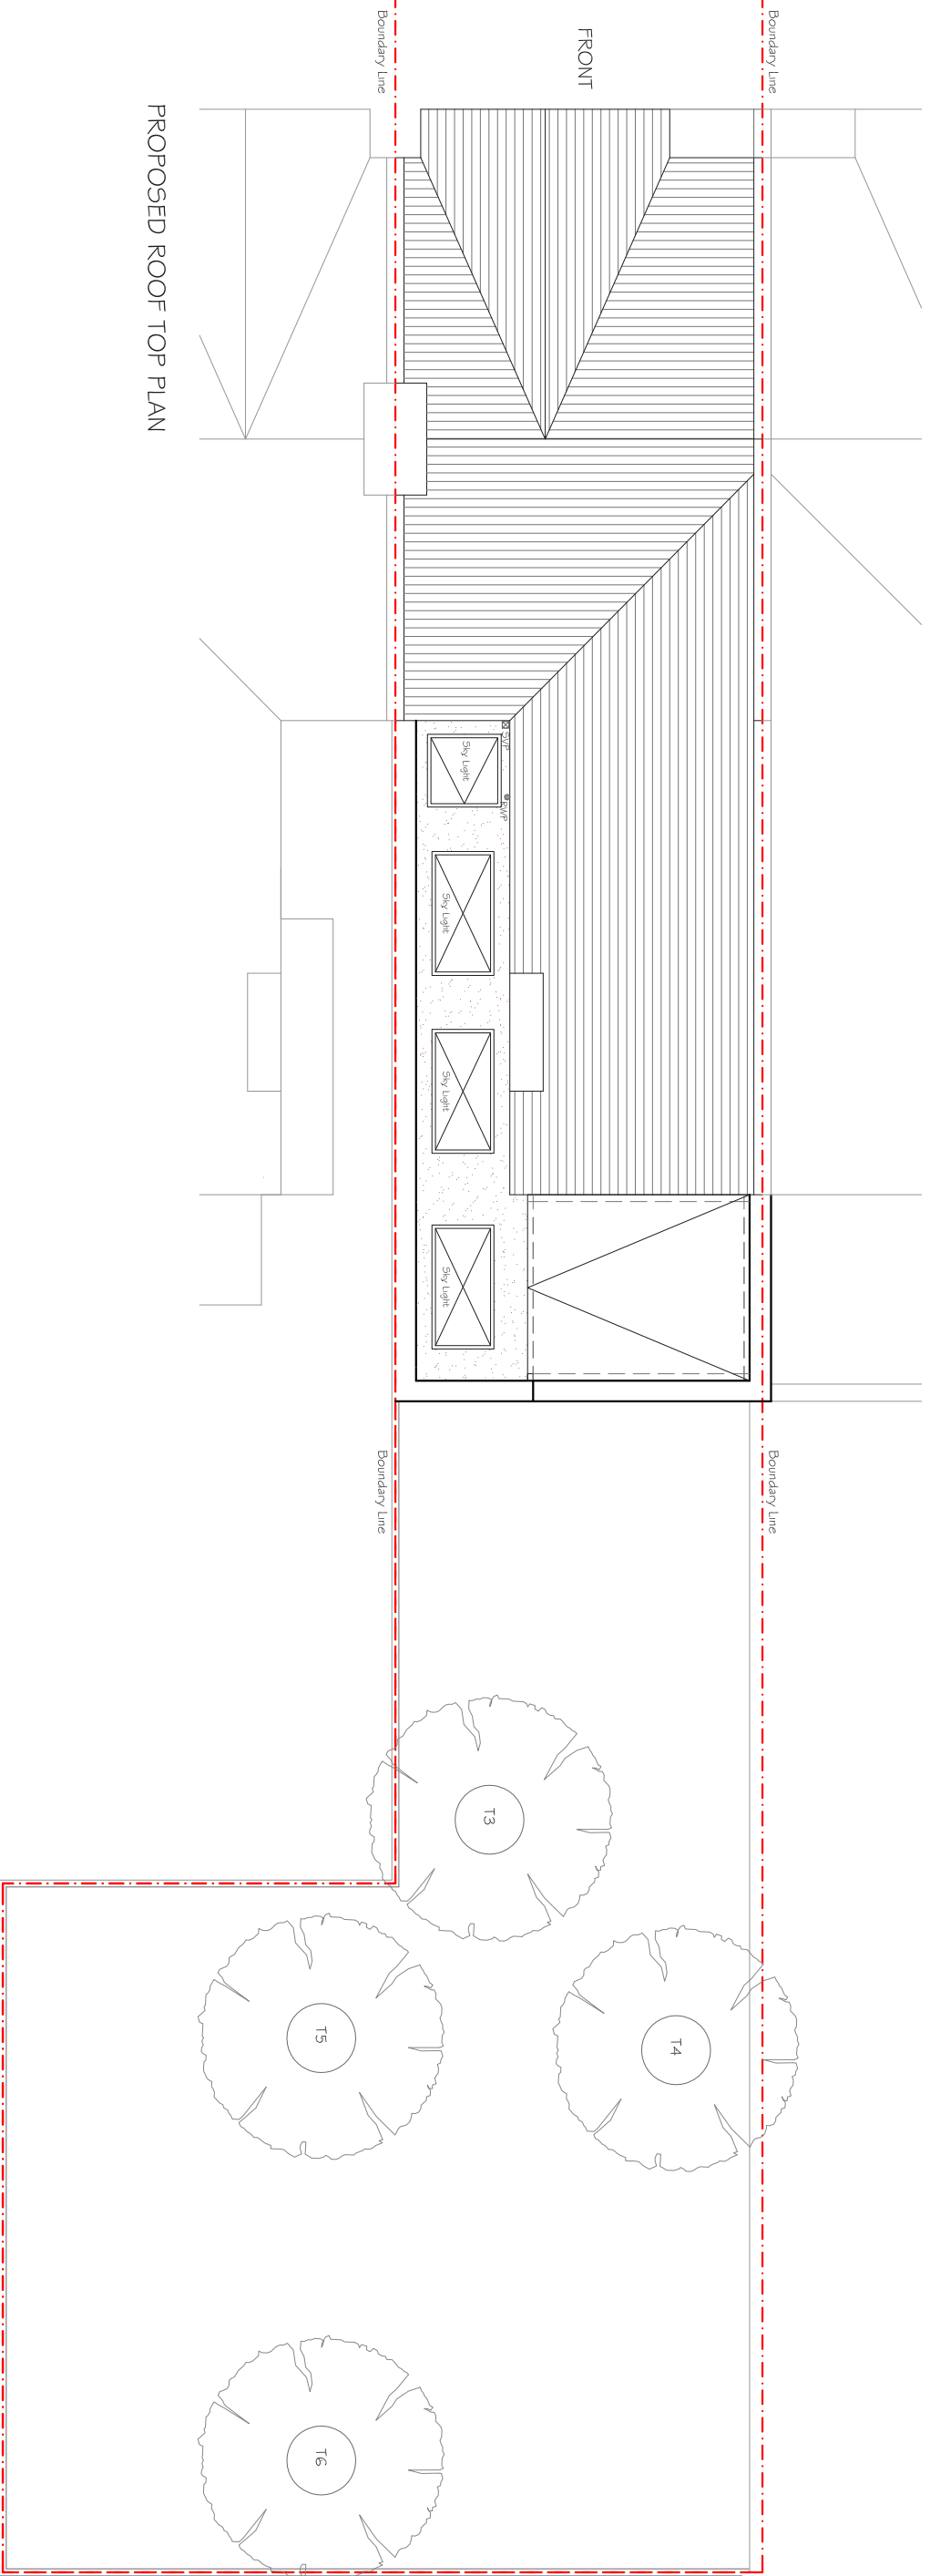 Boundary Line
Boundary Line
FRONT
PROPOSED ROOF TOP PLAN
SVP
Sky Light
RWP
Sky Light
Sky Light
Sky Light
Boundary Line
Boundary Line
T3
T5
T4
T6